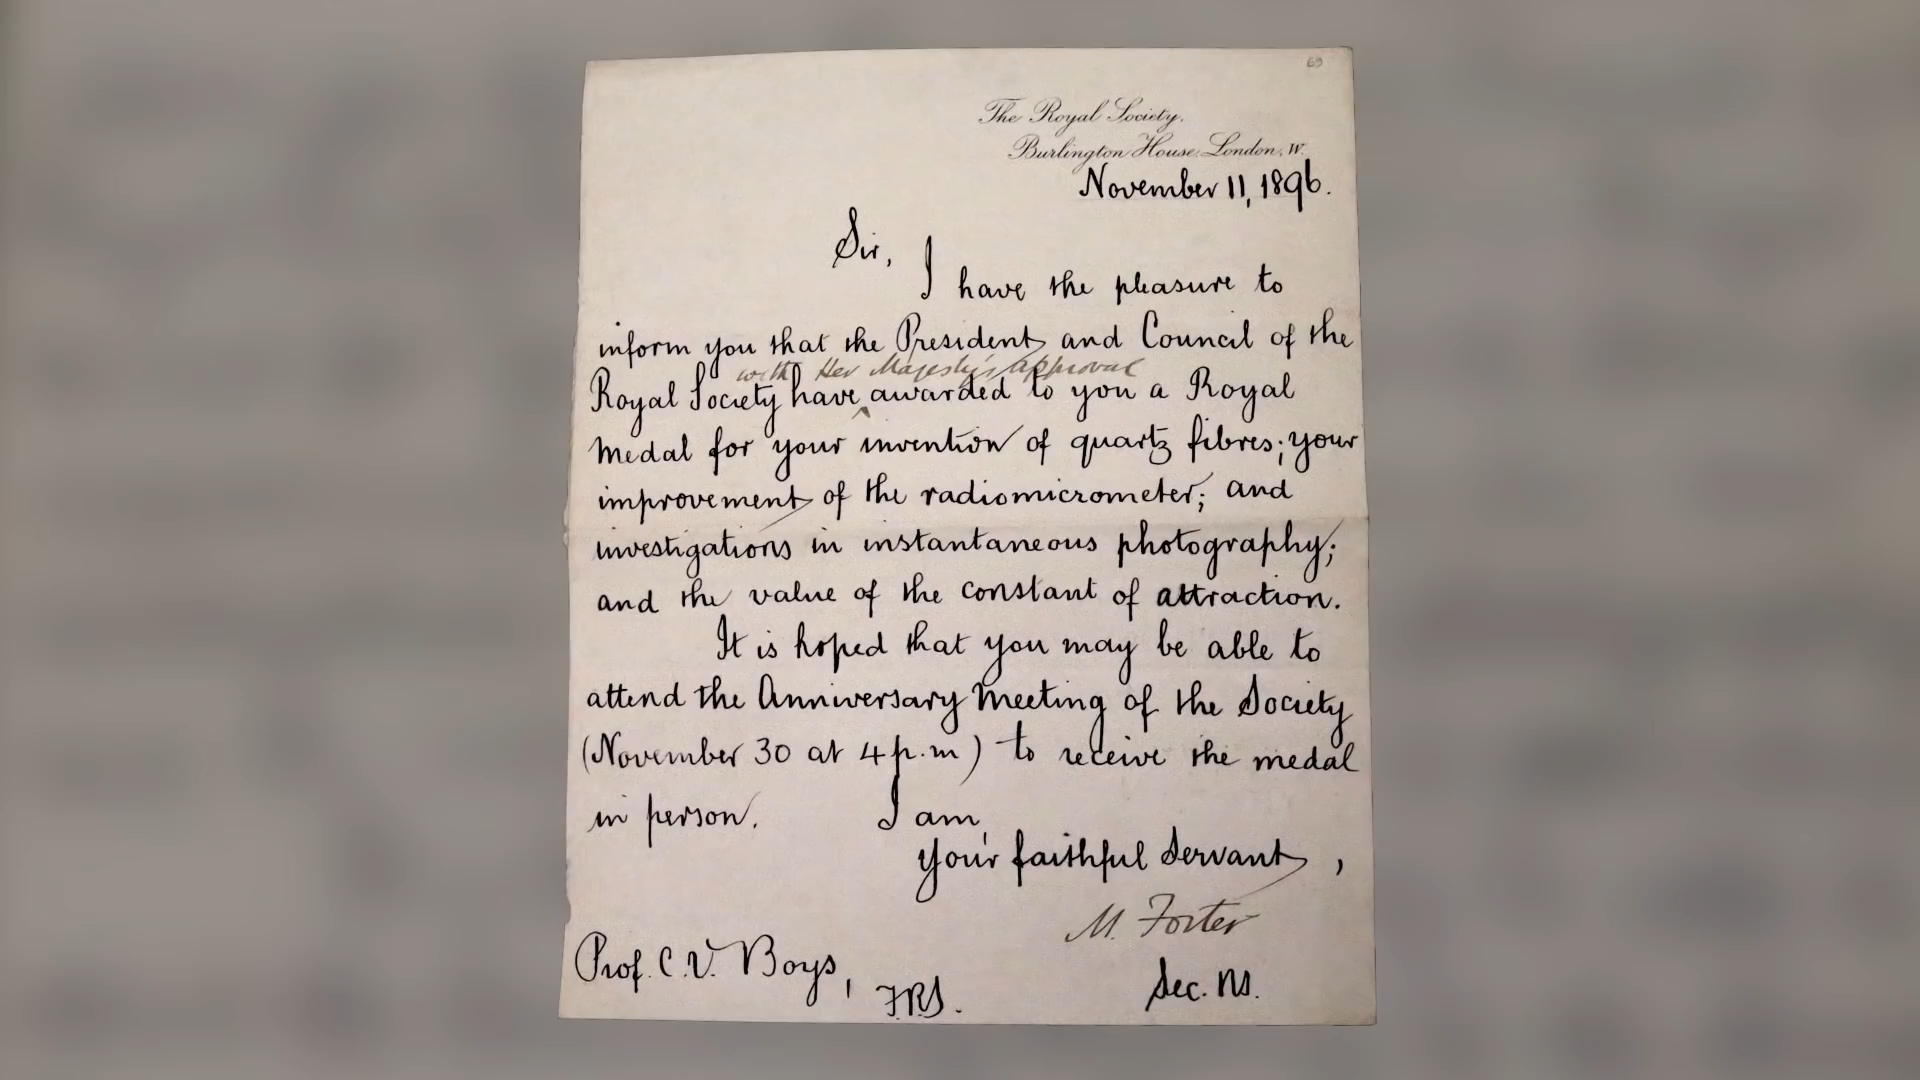 69
The Royal Society,
Burlington House, London, W.
November 11, 1896.
Sir,
I have the pleasure to
inform you that the President and Council of the
with Her Majesty's approval
Royal Society have ^ awarded to you a Royal
Medal for your invention of quartz fibres; your
improvement of the radiomicrometer; and
investigations in instantaneous photography;
and the value of the constant of attraction.
It is hoped that you may be able to
attend the Anniversary Meeting of the Society
(November 30 at 4 p.m) to receive the medal
in person. I am,
Your faithful Servant,
M. Foster
Prof. C. V. Boys,
F.R.S.
Sec. R.S.